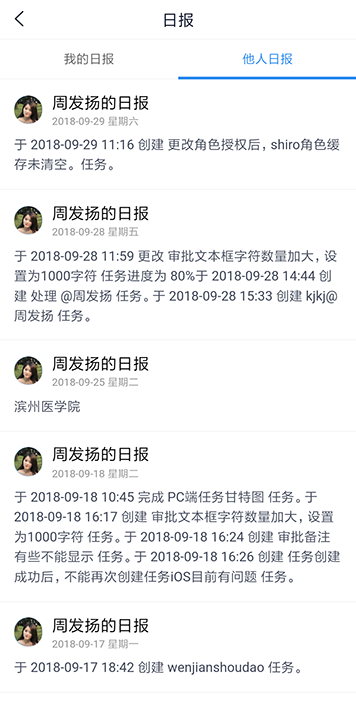 日报
我的日报
他人日报
周发扬的日报
2018-09-29 星期六
于 2018-09-29 11:16 创建 更改角色授权后，shiro角色缓
存未清空。任务。
周发扬的日报
2018-09-28 星期五
于 2018-09-28 11:59 更改 审批文本框字符数量加大，设
置为1000字符 任务进度为 80%于 2018-09-28 14:44 创
建 处理 @周发扬 任务。于 2018-09-28 15:33 创建 kjkj@
周发扬 任务。
周发扬的日报
2018-09-25 星期二
滨州医学院
周发扬的日报
2018-09-18 星期二
于 2018-09-18 10:45 完成 PC端任务甘特图 任务。于
2018-09-18 16:17 创建 审批文本框字符数量加大，设置
为1000字符 任务。于 2018-09-18 16:24 创建 审批备注
有些不能显示 任务。于 2018-09-18 16:26 创建 任务创建
成功后，不能再次创建任务iOS目前有问题 任务。
周发扬的日报
2018-09-17 星期一
于 2018-09-17 18:42 创建 wenjianshoudao 任务。